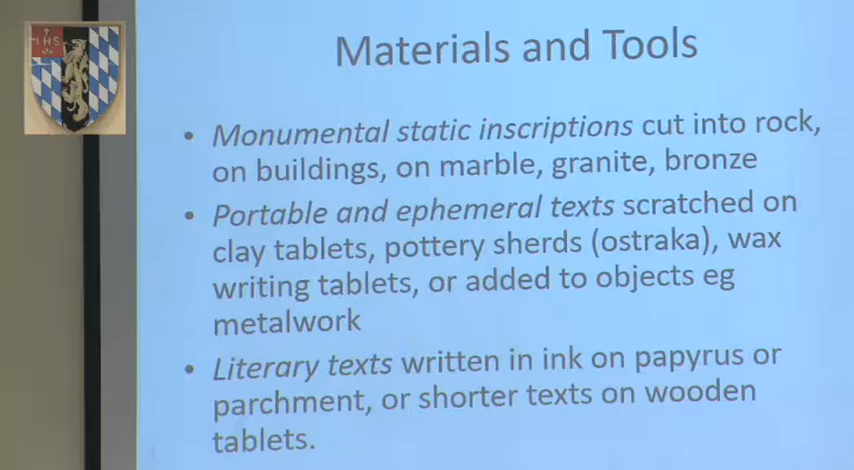 IHS
Materials and Tools
• Monumental static inscriptions cut into rock,
on buildings, on marble, granite, bronze
• Portable and ephemeral texts scratched on
clay tablets, pottery sherds (ostraka), wax
writing tablets, or added to objects eg
metalwork
• Literary texts written in ink on papyrus or
parchment, or shorter texts on wooden
tablets.